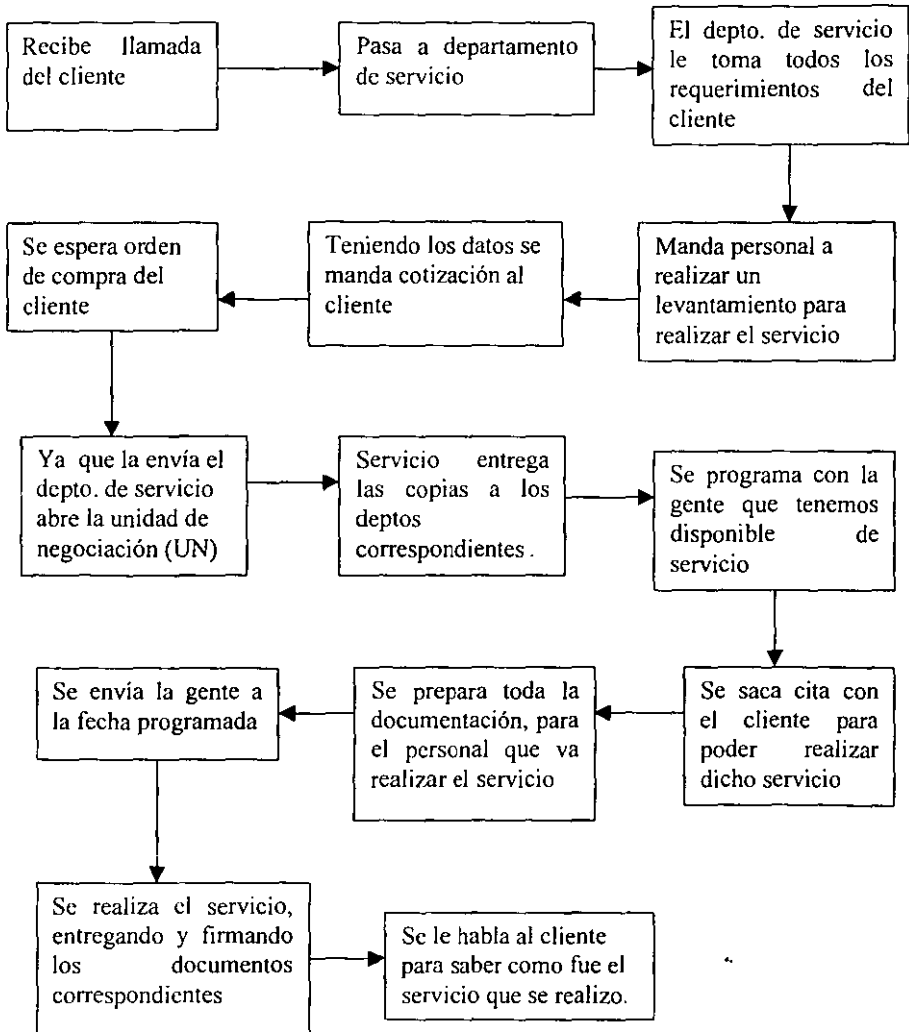 Recibe llamada
del cliente
Pasa a departamento
de servicio
El depto. de servicio
le toma todos los
requerimientos del
cliente
Manda personal a
realizar un
levantamiento para
realizar el servicio
Teniendo los datos se
manda cotización al
cliente
Se espera orden
de compra del
cliente
Ya que la envía el
depto. de servicio
abre la unidad de
negociación (UN)
Servicio entrega
las copias a los
deptos
correspondientes.
Se programa con la
gente que tenemos
disponible de
servicio
Se saca cita con
el cliente para
poder realizar
dicho servicio
Se prepara toda la
documentación, para
el personal que va
realizar el servicio
Se envía la gente a
la fecha programada
Se realiza el servicio,
entregando y firmando
los documentos
correspondientes
Se le habla al cliente
para saber como fue el
servicio que se realizo.